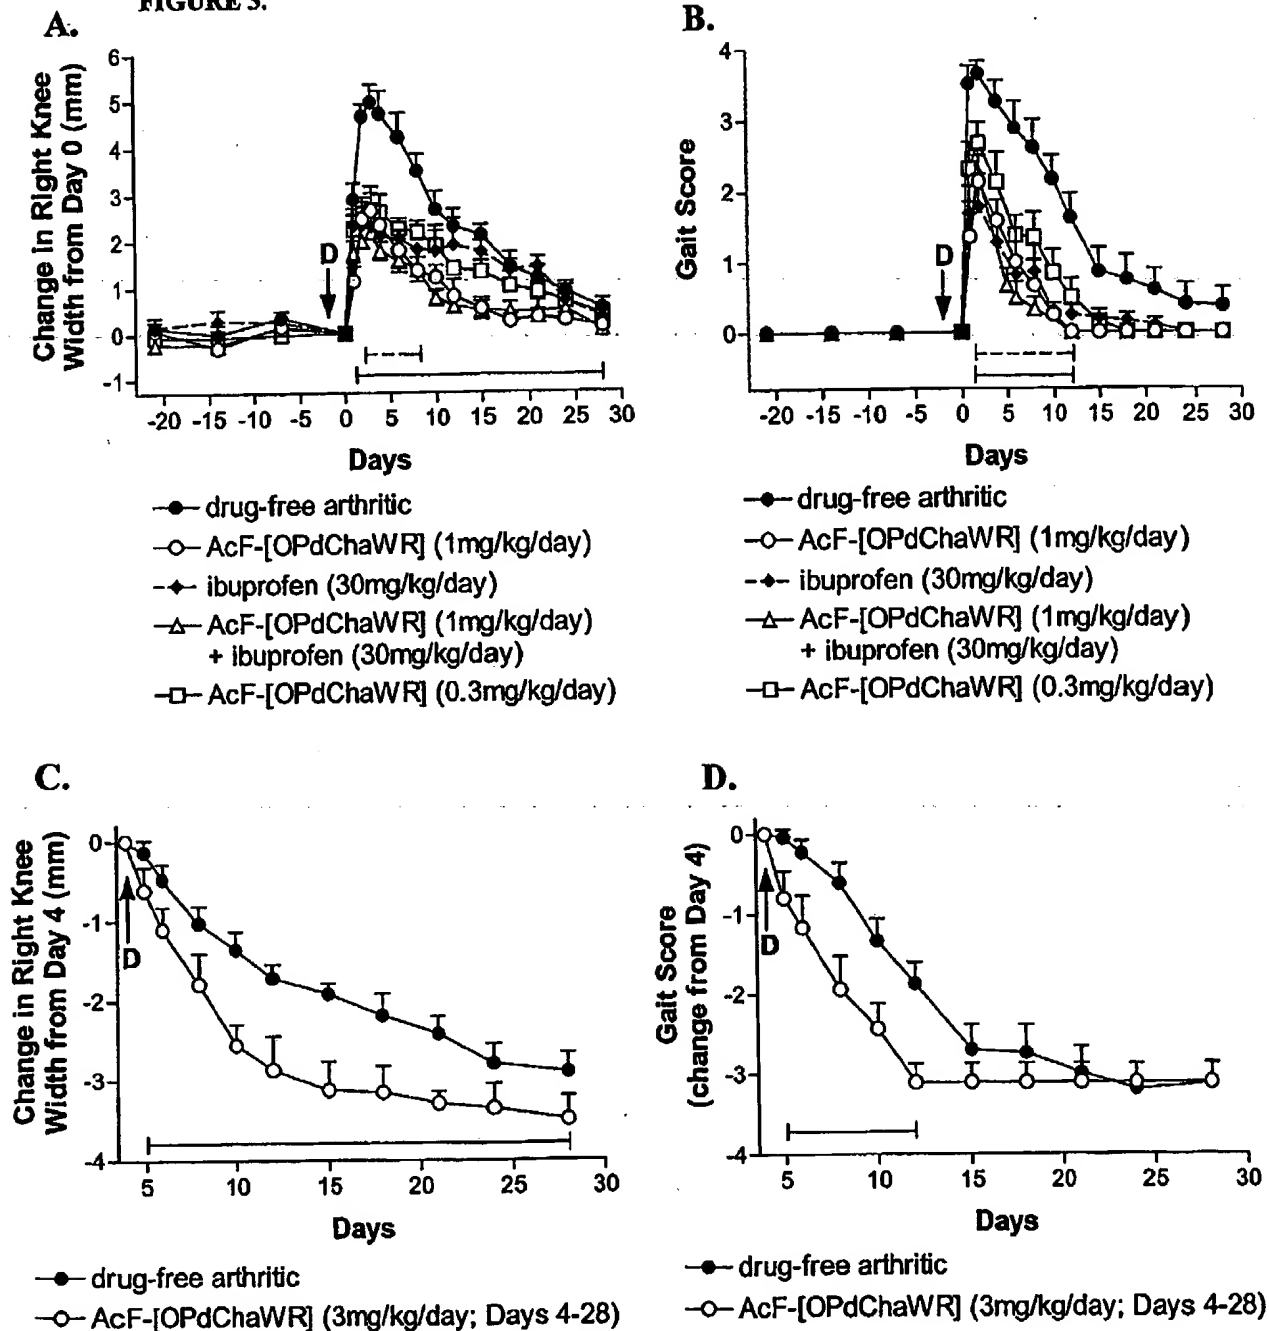 FIGURE 3.
A.
B.
Change in Right Knee
Width from Day 0 (mm)
6
5
4
3
2
1
0
-1
D
-20 -15 -10 -5 0 5 10 15 20 25 30
Days
Gait Score
4
3
2
1
0
D
-20 -15 -10 -5 0 5 10 15 20 25 30
Days
drug-free arthritic
AcF-[OPdChaWR] (1mg/kg/day)
ibuprofen (30mg/kg/day)
AcF-[OPdChaWR] (1mg/kg/day)
+ ibuprofen (30mg/kg/day)
AcF-[OPdChaWR] (0.3mg/kg/day)
drug-free arthritic
AcF-[OPdChaWR] (1mg/kg/day)
ibuprofen (30mg/kg/day)
AcF-[OPdChaWR] (1mg/kg/day)
+ ibuprofen (30mg/kg/day)
AcF-[OPdChaWR] (0.3mg/kg/day)
C.
D.
Change in Right Knee
Width from Day 4 (mm)
0
-1
-2
-3
-4
D
5 10 15 20 25 30
Days
Gait Score
(change from Day 4)
0
-1
-2
-3
-4
D
5 10 15 20 25 30
Days
drug-free arthritic
AcF-[OPdChaWR] (3mg/kg/day; Days 4-28)
drug-free arthritic
AcF-[OPdChaWR] (3mg/kg/day; Days 4-28)